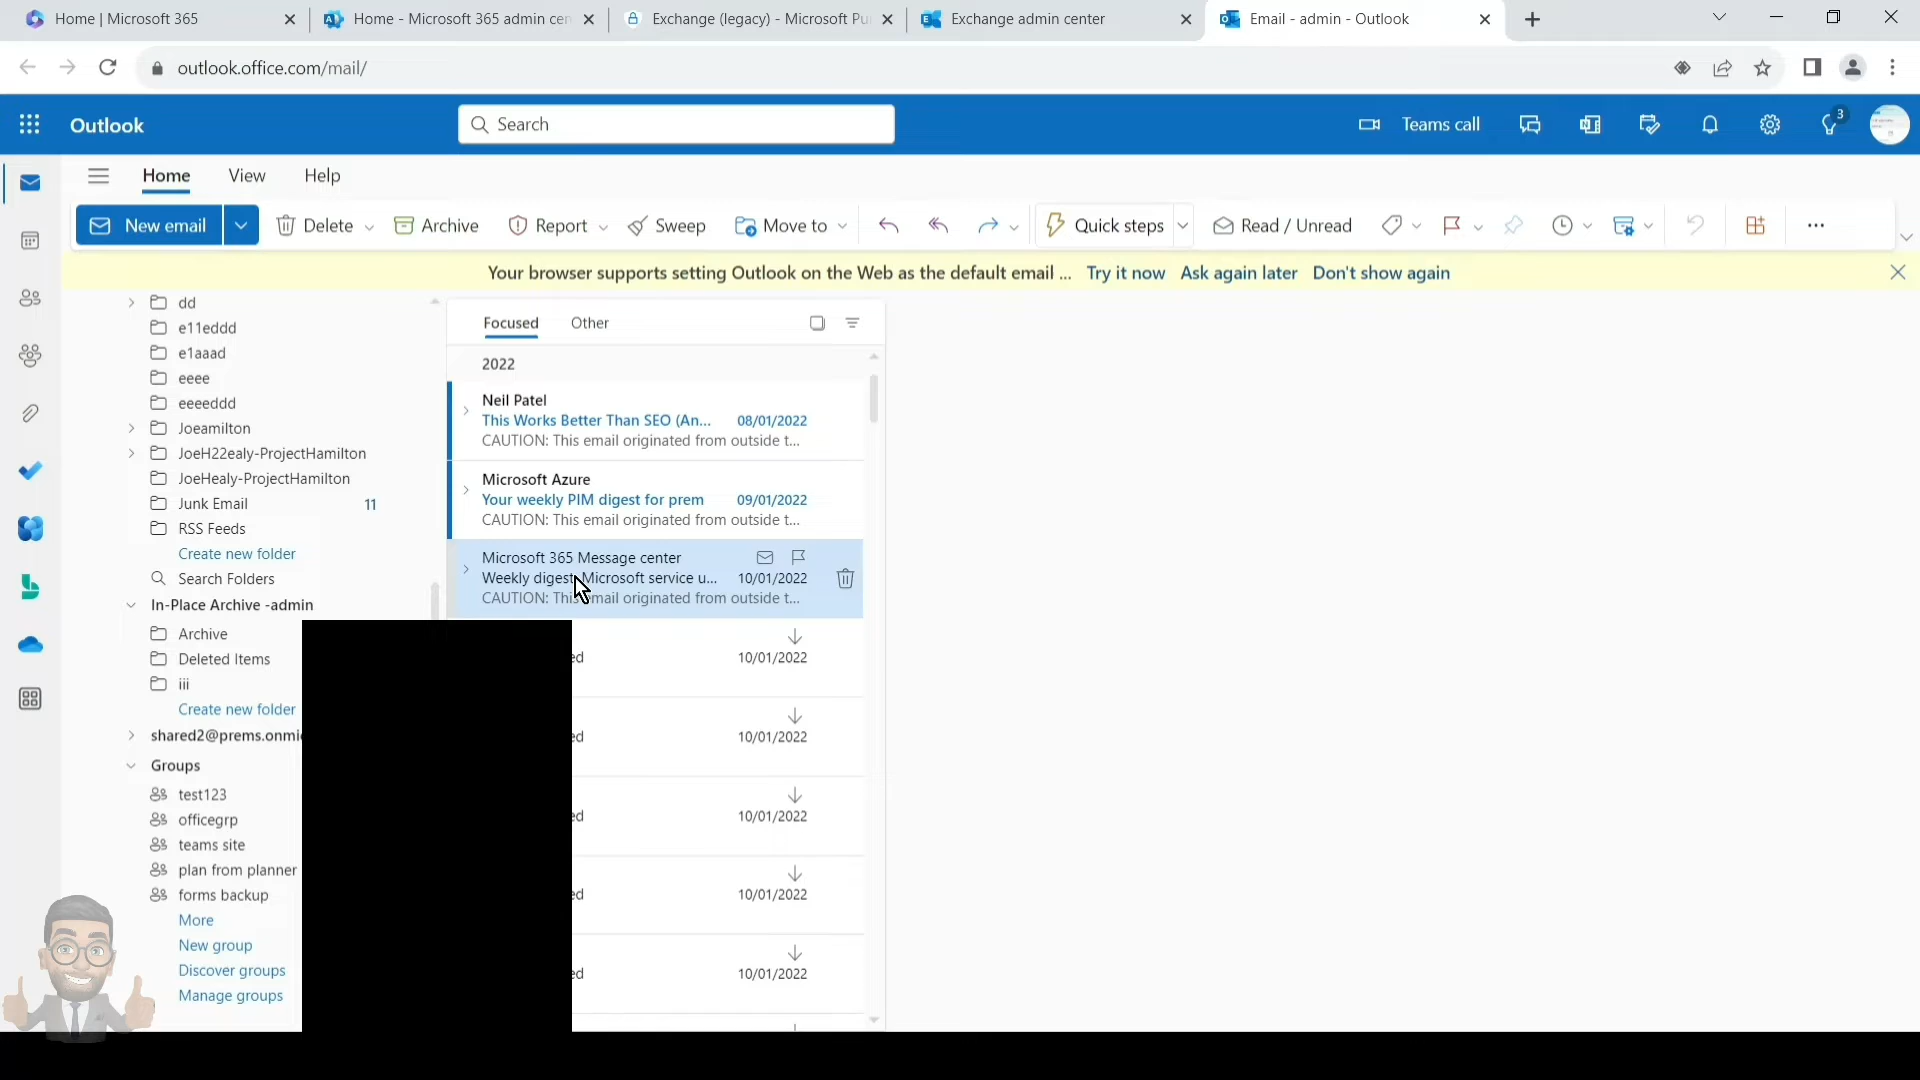 Home | Microsoft 365
Home - Microsoft 365 admin cen
Exchange (legacy) - Microsoft Pu
Exchange admin center
Email - admin - Outlook
outlook.office.com/mail/
Outlook
Search
Teams call
3
Home
View
Help
New email
Delete
Archive
Report
Sweep
Move to
Quick steps
Read / Unread
Your browser supports setting Outlook on the Web as the default email ... Try it now Ask again later Don't show again
dd
e11eddd
e1aaad
eeee
eeeeddd
Joeamilton
JoeH22ealy-ProjectHamilton
JoeHealy-ProjectHamilton
Junk Email 11
RSS Feeds
Create new folder
Search Folders
In-Place Archive -admin
Archive
Deleted Items
iii
Create new folder
shared2@prems.onmi
Groups
test123
officegrp
teams site
plan from planner
forms backup
More
New group
Discover groups
Manage groups
Focused Other
2022
Neil Patel
This Works Better Than SEO (An... 08/01/2022
CAUTION: This email originated from outside t...
Microsoft Azure
Your weekly PIM digest for prem 09/01/2022
CAUTION: This email originated from outside t...
Microsoft 365 Message center
Weekly digest: Microsoft service u... 10/01/2022
CAUTION: This email originated from outside t...
ed 10/01/2022
ed 10/01/2022
ed 10/01/2022
ed 10/01/2022
ed 10/01/2022